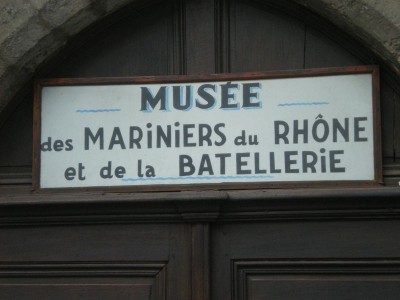 MUSÉE
des MARiNiERS du RHÔNE
et de la BATELLERiE